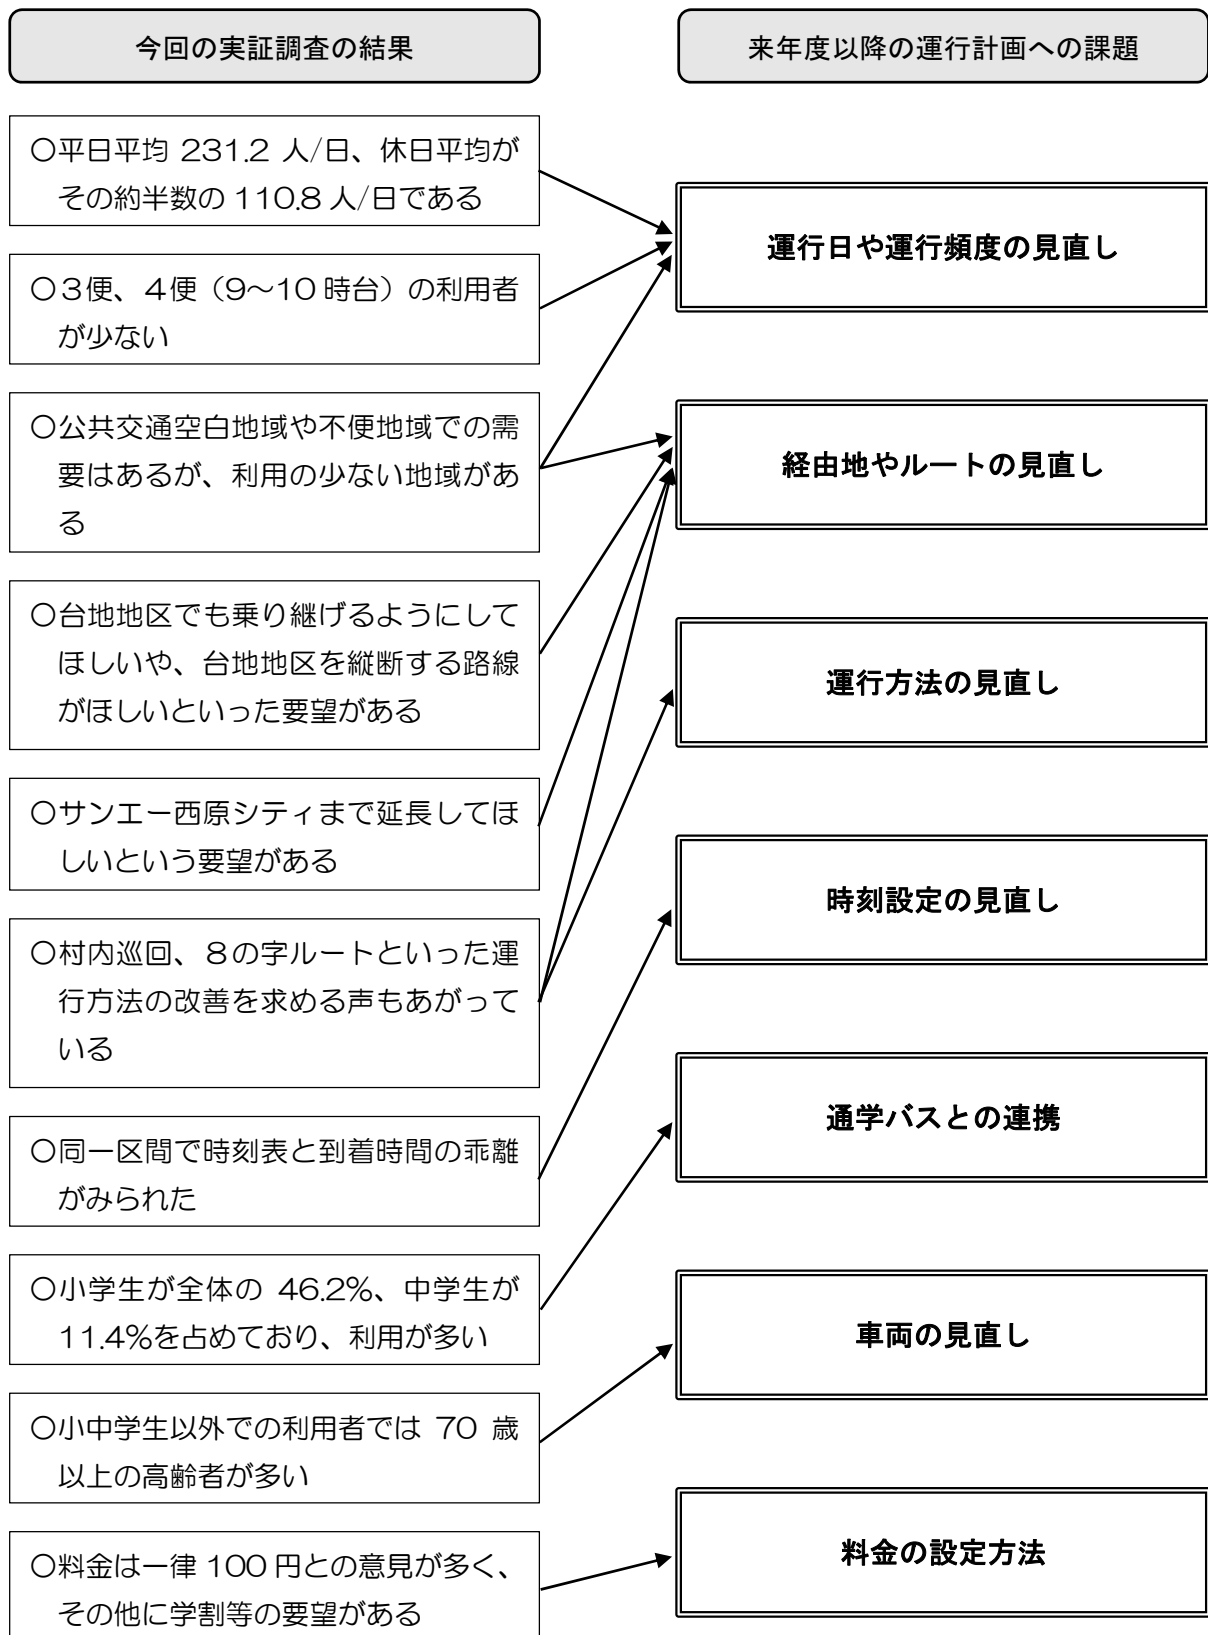 今回の実証調査の結果
来年度以降の運行計画への課題
〇平日平均 231.2 人/日、休日平均が
その約半数の 110.8 人/日である
〇3便、4便（9～10 時台）の利用者
が少ない
〇公共交通空白地域や不便地域での需
要はあるが、利用の少ない地域があ
る
〇台地地区でも乗り継げるようにして
ほしいや、台地地区を縦断する路線
がほしいといった要望がある
〇サンエー西原シティまで延長してほ
しいという要望がある
〇村内巡回、8の字ルートといった運
行方法の改善を求める声もあがって
いる
〇同一区間で時刻表と到着時間の乖離
がみられた
〇小学生が全体の 46.2%、中学生が
11.4%を占めており、利用が多い
〇小中学生以外での利用者では 70 歳
以上の高齢者が多い
〇料金は一律 100 円との意見が多く、
その他に学割等の要望がある
運行日や運行頻度の見直し
経由地やルートの見直し
運行方法の見直し
時刻設定の見直し
通学バスとの連携
車両の見直し
料金の設定方法